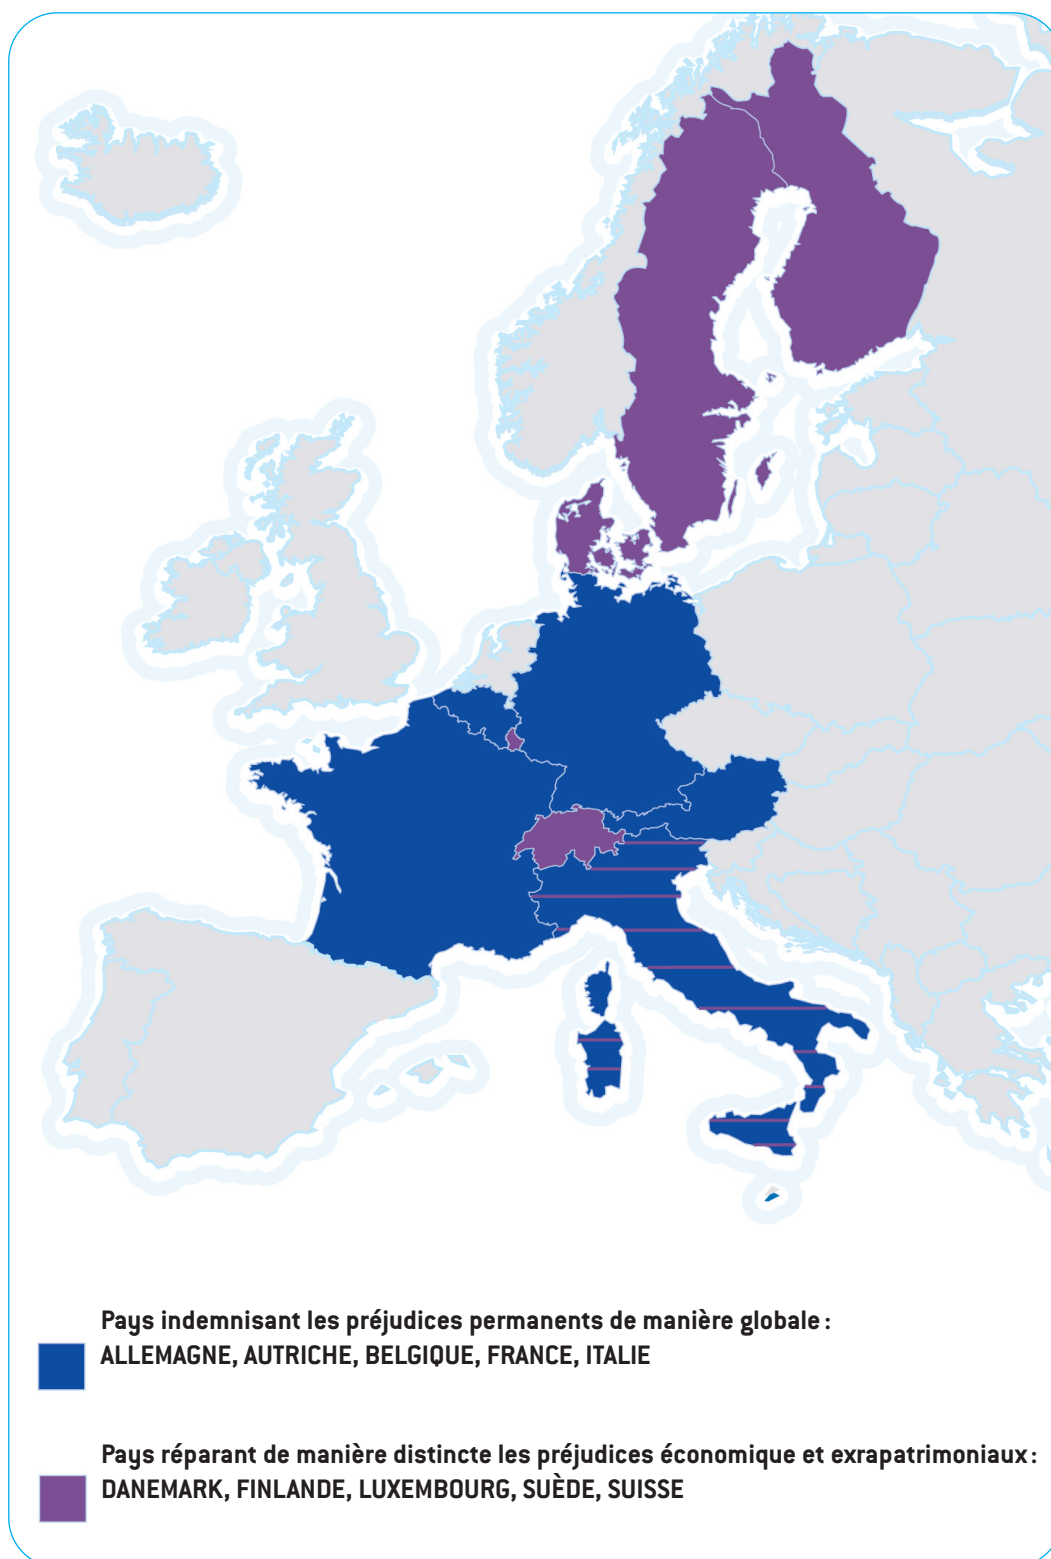 Pays indemnisant les préjudices permanents de manière globale :
ALLEMAGNE, AUTRICHE, BELGIQUE, FRANCE, ITALIE
Pays réparant de manière distincte les préjudices économique et exrapatrimoniaux :
DANEMARK, FINLANDE, LUXEMBOURG, SUÈDE, SUISSE